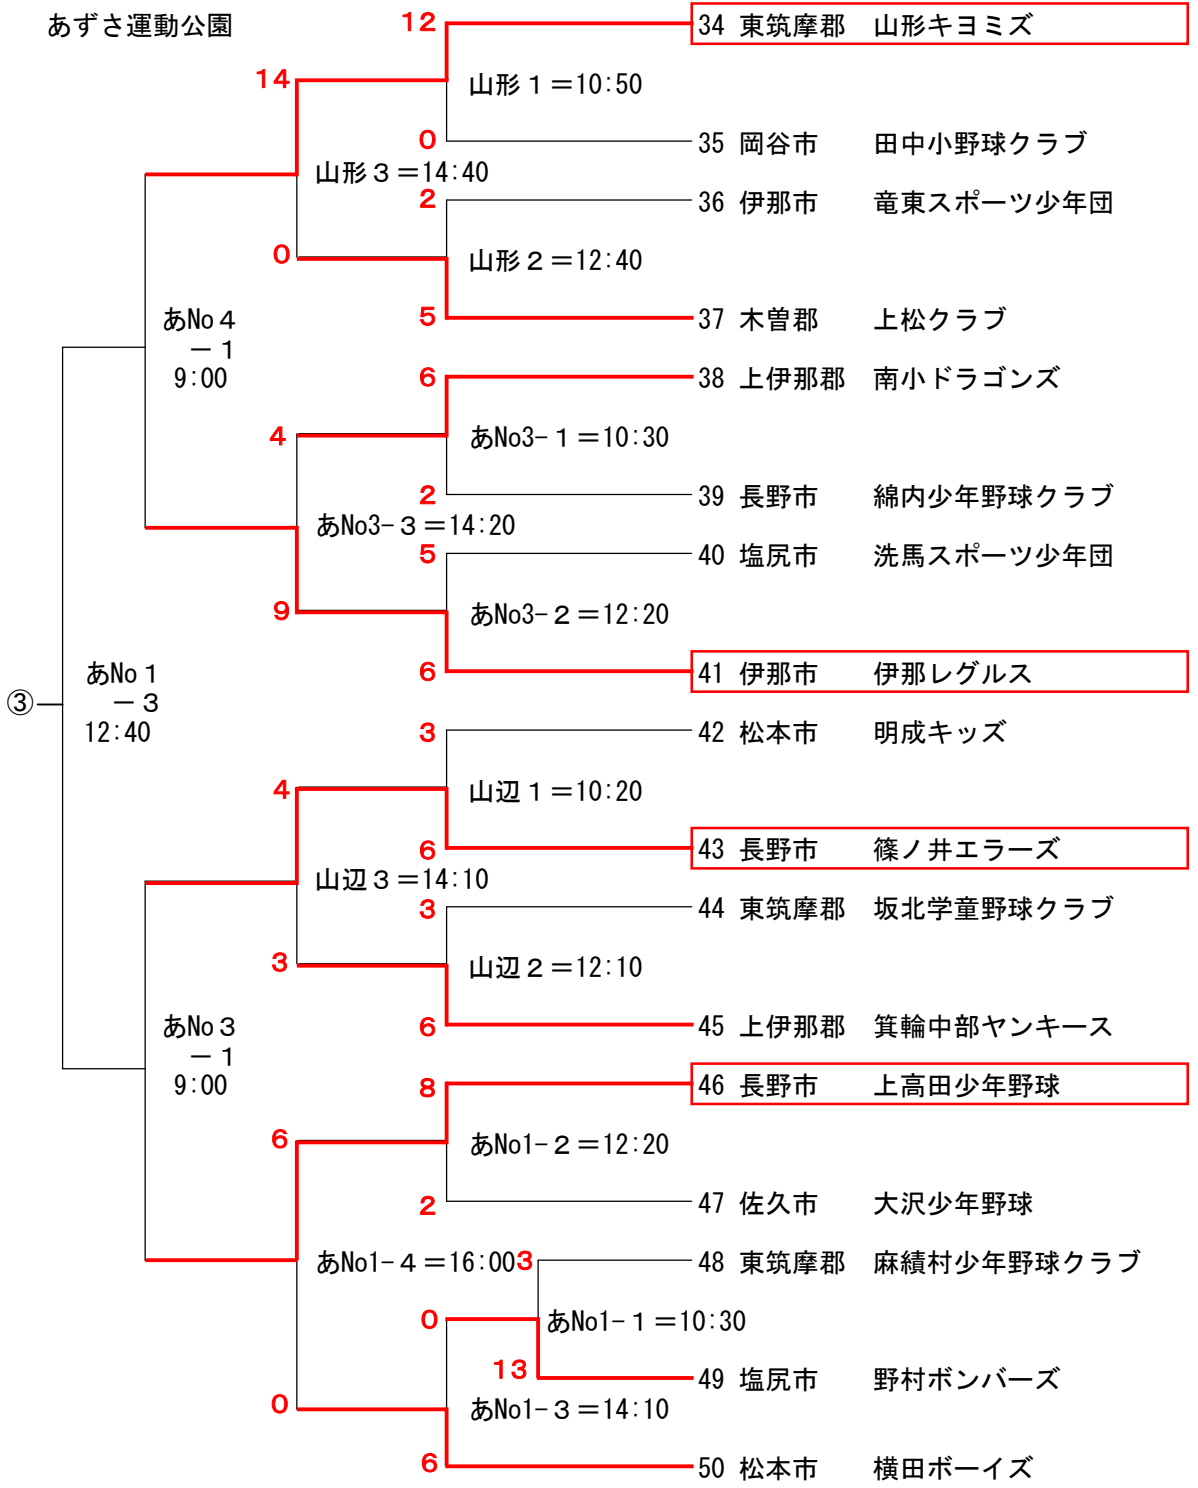 あずさ運動公園
12
34 東筑摩郡 山形キヨミズ
14
山形1=10:50
0
35 岡谷市 田中小野球クラブ
山形3=14:40
2
36 伊那市 竜東スポーツ少年団
0
山形2=12:40
5
37 木曽郡 上松クラブ
あNo4
-1
9:00
6
38 上伊那郡 南小ドラゴンズ
4
あNo3-1=10:30
2
39 長野市 綿内少年野球クラブ
あNo3-3=14:20
5
40 塩尻市 洗馬スポーツ少年団
9
あNo3-2=12:20
6
41 伊那市 伊那レグルス
③
あNo1
-3
12:40
3
42 松本市 明成キッズ
4
山辺1=10:20
6
43 長野市 篠ノ井エラーズ
山辺3=14:10
3
44 東筑摩郡 坂北学童野球クラブ
3
山辺2=12:10
6
45 上伊那郡 箕輪中部ヤンキース
あNo3
-1
9:00
8
46 長野市 上高田少年野球
6
あNo1-2=12:20
2
47 佐久市 大沢少年野球
あNo1-4=16:00
3
48 東筑摩郡 麻績村少年野球クラブ
0
あNo1-1=10:30
13
49 塩尻市 野村ボンバーズ
0
あNo1-3=14:10
6
50 松本市 横田ボーイズ